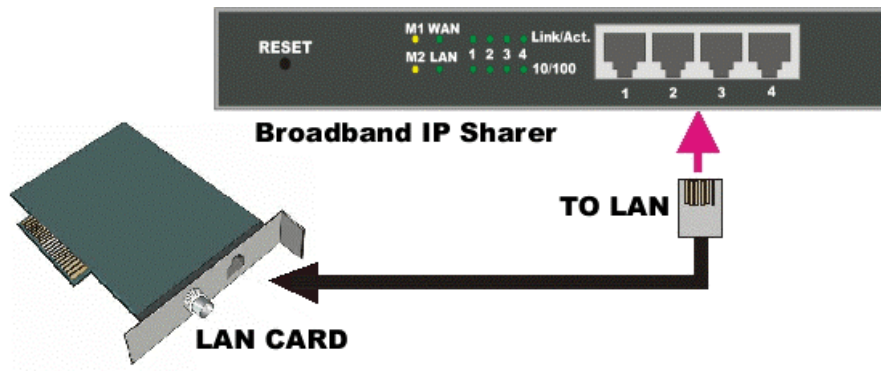 RESET
M1 WAN
M2 LAN
1 2 3 4
Link/Act.
10/100
1 2 3 4
Broadband IP Sharer
TO LAN
LAN CARD